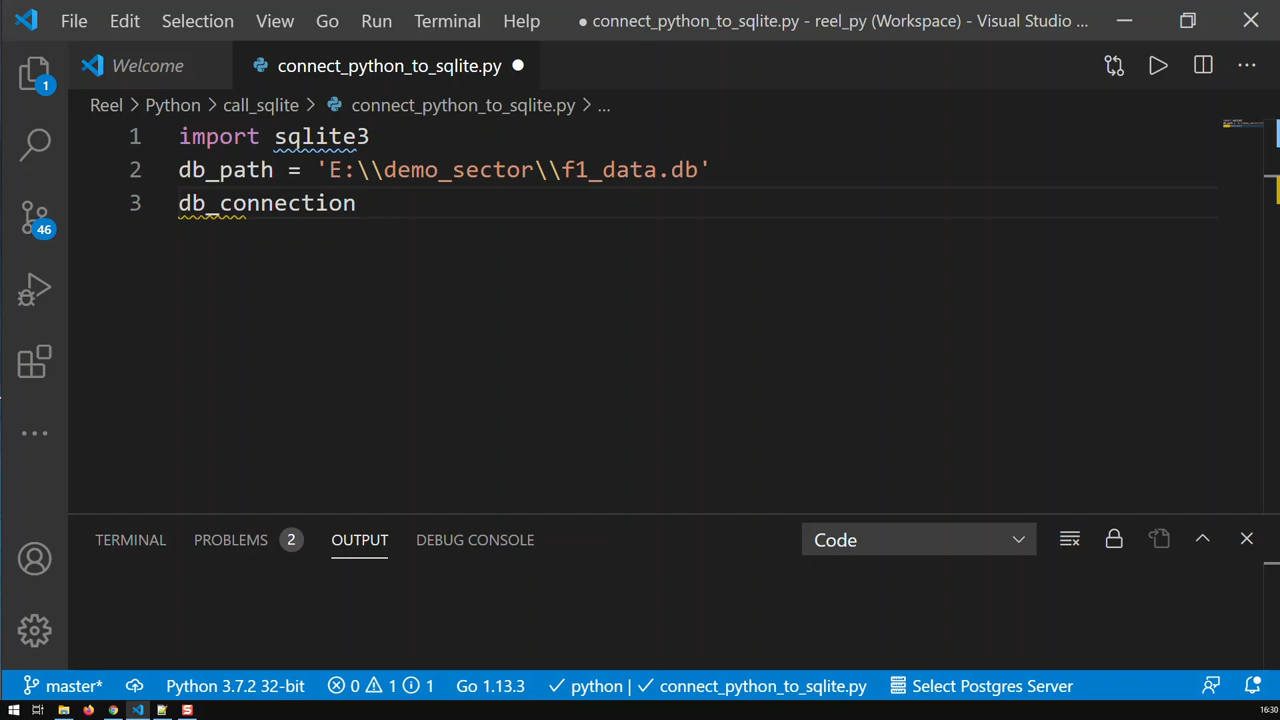 File Edit Selection View Go Run Terminal Help ● connect_python_to_sqlite.py - reel_py (Workspace) - Visual Studio ...
1
Welcome
connect_python_to_sqlite.py
Reel > Python > call_sqlite > connect_python_to_sqlite.py > ...
1 import sqlite3
2 db_path = 'E:\\demo_sector\\f1_data.db'
3 db_connection
46
TERMINAL PROBLEMS 2 OUTPUT DEBUG CONSOLE Code
master* Python 3.7.2 32-bit 0 1 1 Go 1.13.3 python | connect_python_to_sqlite.py Select Postgres Server
16:30